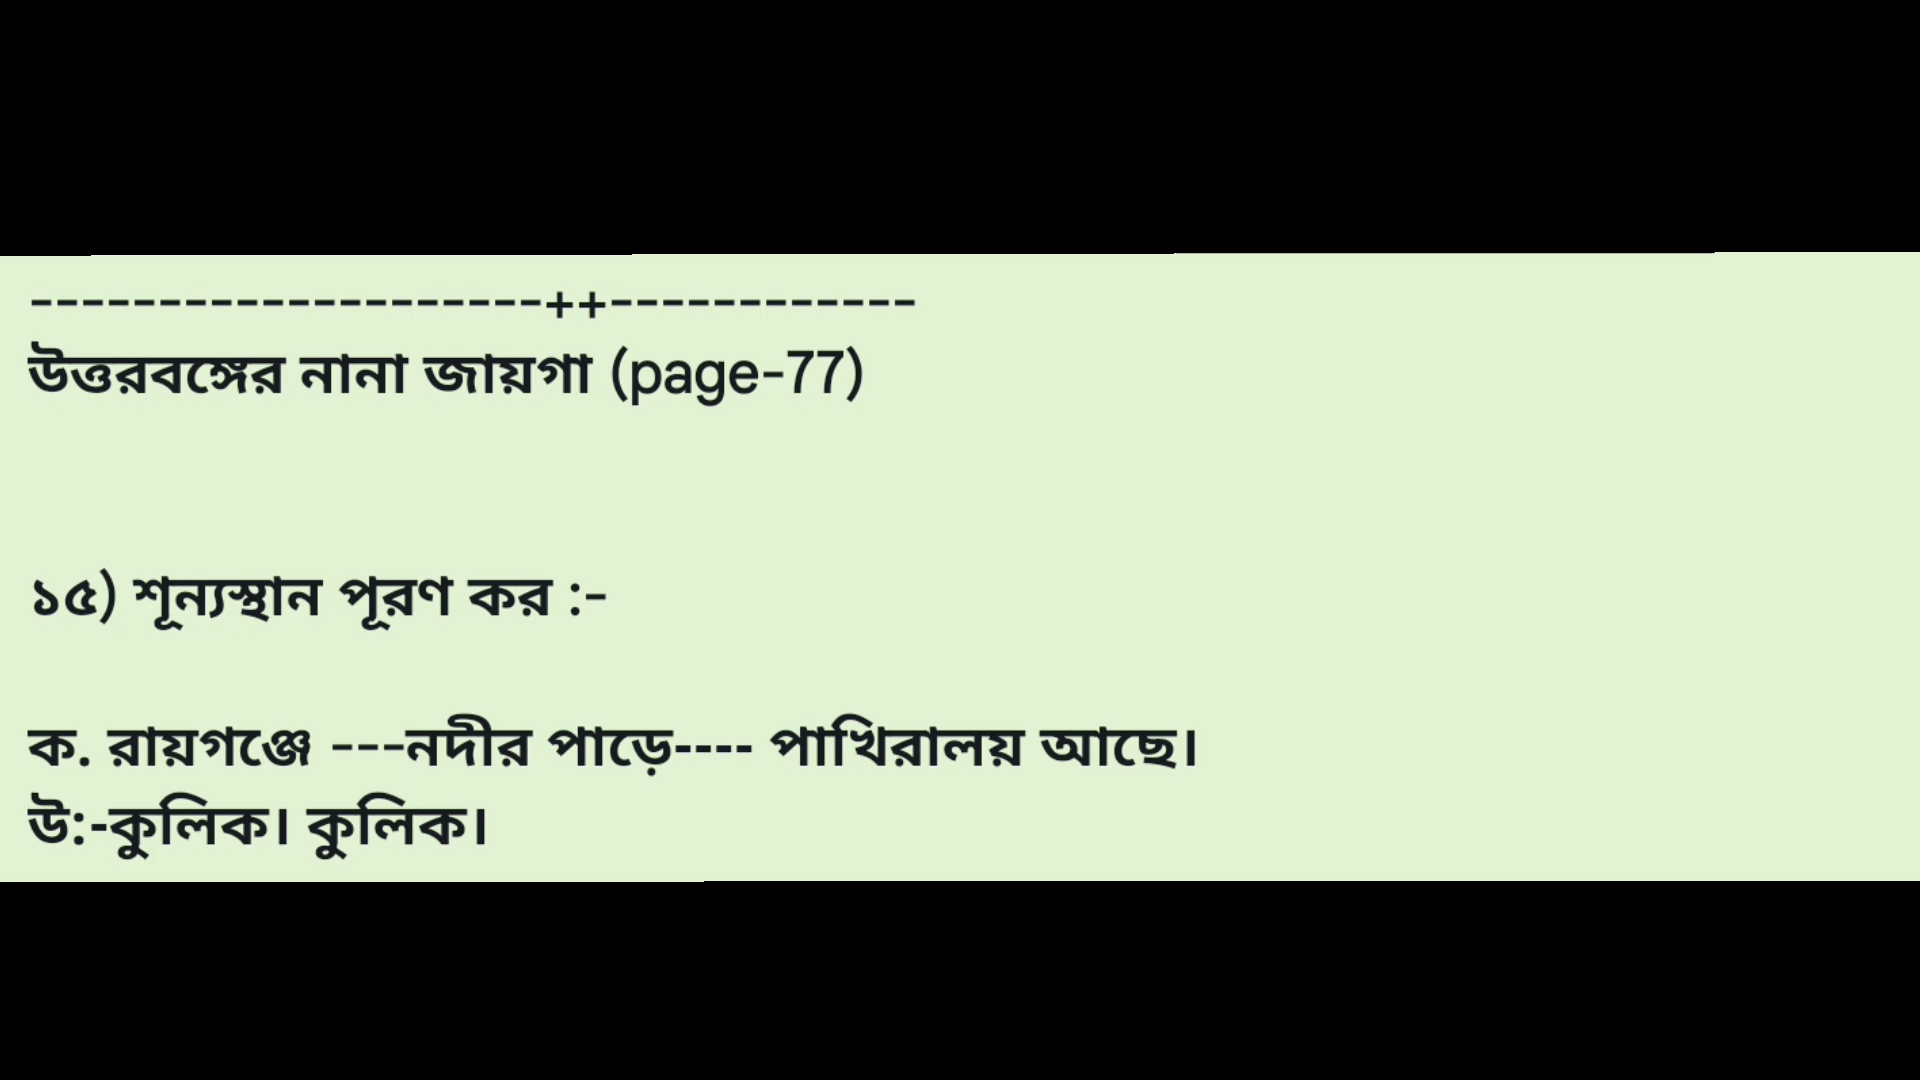 --------------------++------------
উত্তরবঙ্গের নানা জায়গা (page-77)
১৫) শূন্যস্থান পূরণ কর :-
ক. রায়গঞ্জে ---নদীর পাড়ে---- পাখিরালয় আছে।
উ:-কুলিক। কুলিক।